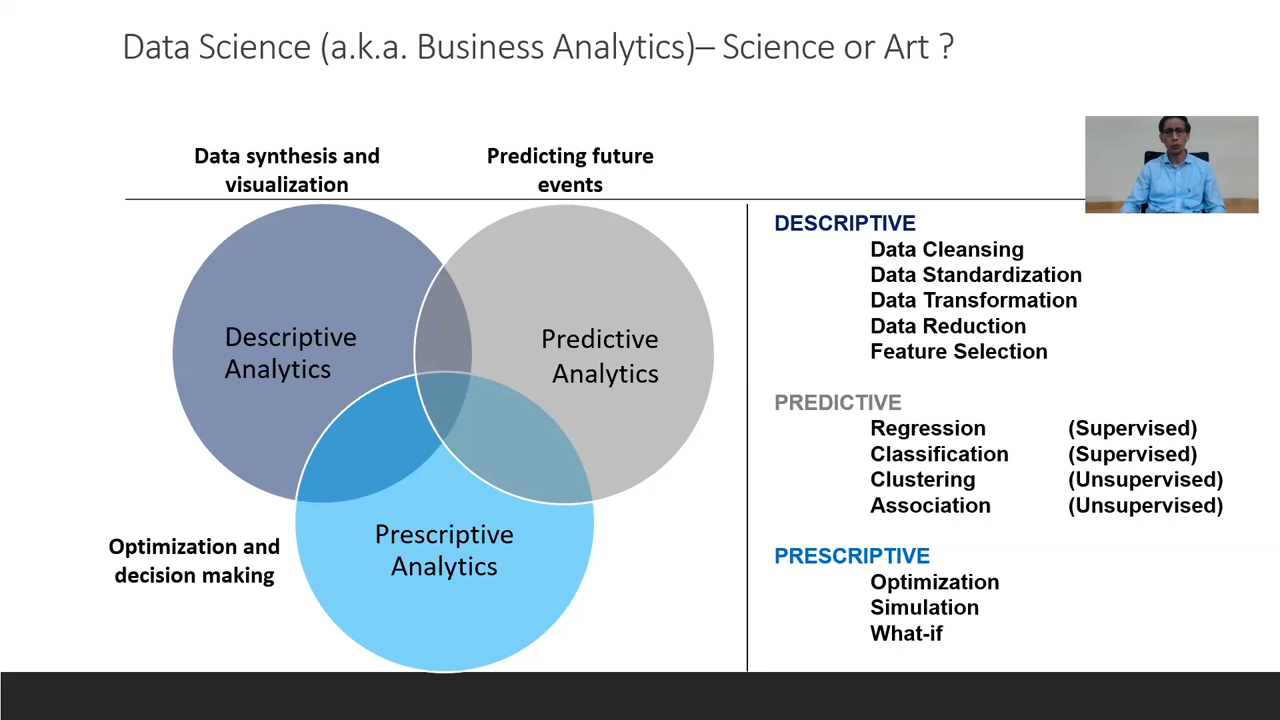 Data Science (a.k.a. Business Analytics)– Science or Art ?
Data synthesis and
visualization
Predicting future
events
Descriptive
Analytics
Predictive
Analytics
Prescriptive
Analytics
Optimization and
decision making
DESCRIPTIVE
Data Cleansing
Data Standardization
Data Transformation
Data Reduction
Feature Selection
PREDICTIVE
Regression (Supervised)
Classification (Supervised)
Clustering (Unsupervised)
Association (Unsupervised)
PRESCRIPTIVE
Optimization
Simulation
What-if